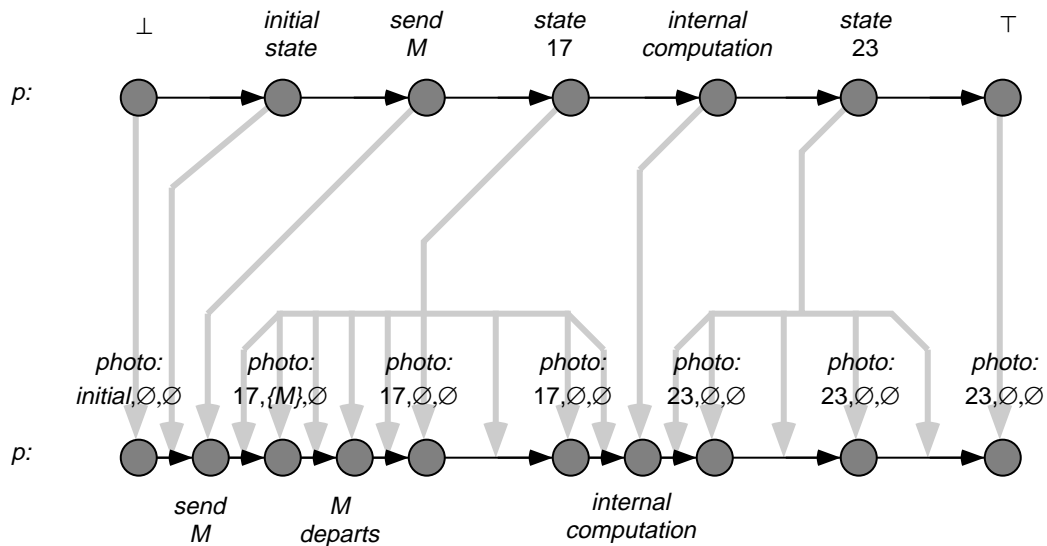 ⊥
initial
state
send
M
state
17
internal
computation
state
23
⊤
p:
photo:
initial,∅,∅
photo:
17,{M},∅
photo:
17,∅,∅
photo:
17,∅,∅
photo:
23,∅,∅
photo:
23,∅,∅
photo:
23,∅,∅
p:
send
M
M
departs
internal
computation